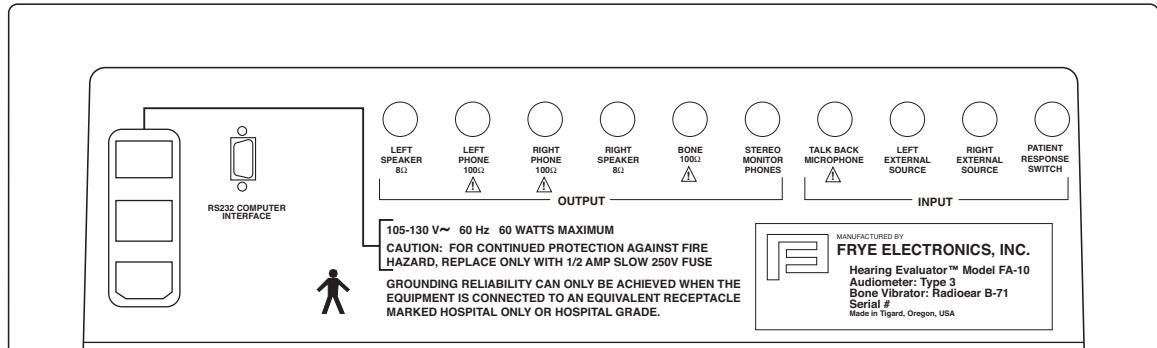 LEFT
SPEAKER
8Ω
LEFT
PHONE
100Ω
RIGHT
PHONE
100Ω
RIGHT
SPEAKER
8Ω
BONE
100Ω
STEREO
MONITOR
PHONES
TALK BACK
MICROPHONE
LEFT
EXTERNAL
SOURCE
RIGHT
EXTERNAL
SOURCE
PATIENT
RESPONSE
SWITCH
OUTPUT
INPUT
RS232 COMPUTER
INTERFACE
105-130 V~ 60 Hz 60 WATTS MAXIMUM
CAUTION: FOR CONTINUED PROTECTION AGAINST FIRE
HAZARD, REPLACE ONLY WITH 1/2 AMP SLOW 250V FUSE
GROUNDING RELIABILITY CAN ONLY BE ACHIEVED WHEN THE
EQUIPMENT IS CONNECTED TO AN EQUIVALENT RECEPTACLE
MARKED HOSPITAL ONLY OR HOSPITAL GRADE.
MANUFACTURED BY
FRYE ELECTRONICS, INC.
Hearing Evaluator™ Model FA-10
Audiometer: Type 3
Bone Vibrator: Radioear B-71
Serial #
Made in Tigard, Oregon, USA